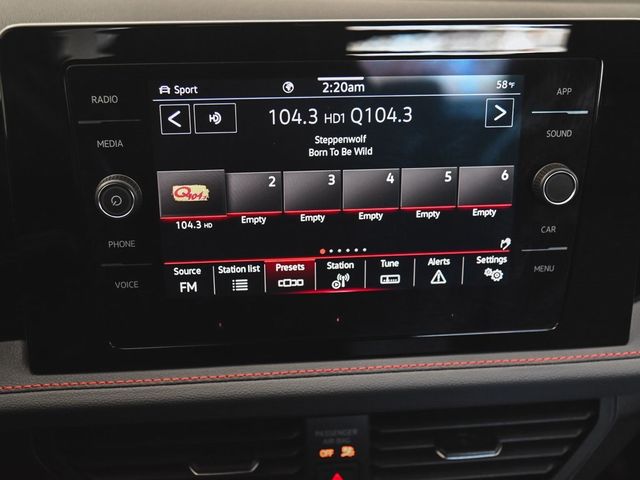 RADIO
MEDIA
PHONE
VOICE
Sport
2:20am
58 °F
104.3 HD1 Q104.3
Steppenwolf
Born To Be Wild
Q104.3
104.3 HD
2
Empty
3
Empty
4
Empty
5
Empty
6
Empty
Source
FM
Station list
Presets
Station
Tune
Alerts
Settings
APP
SOUND
CAR
MENU
PASSENGER
AIR BAG
OFF